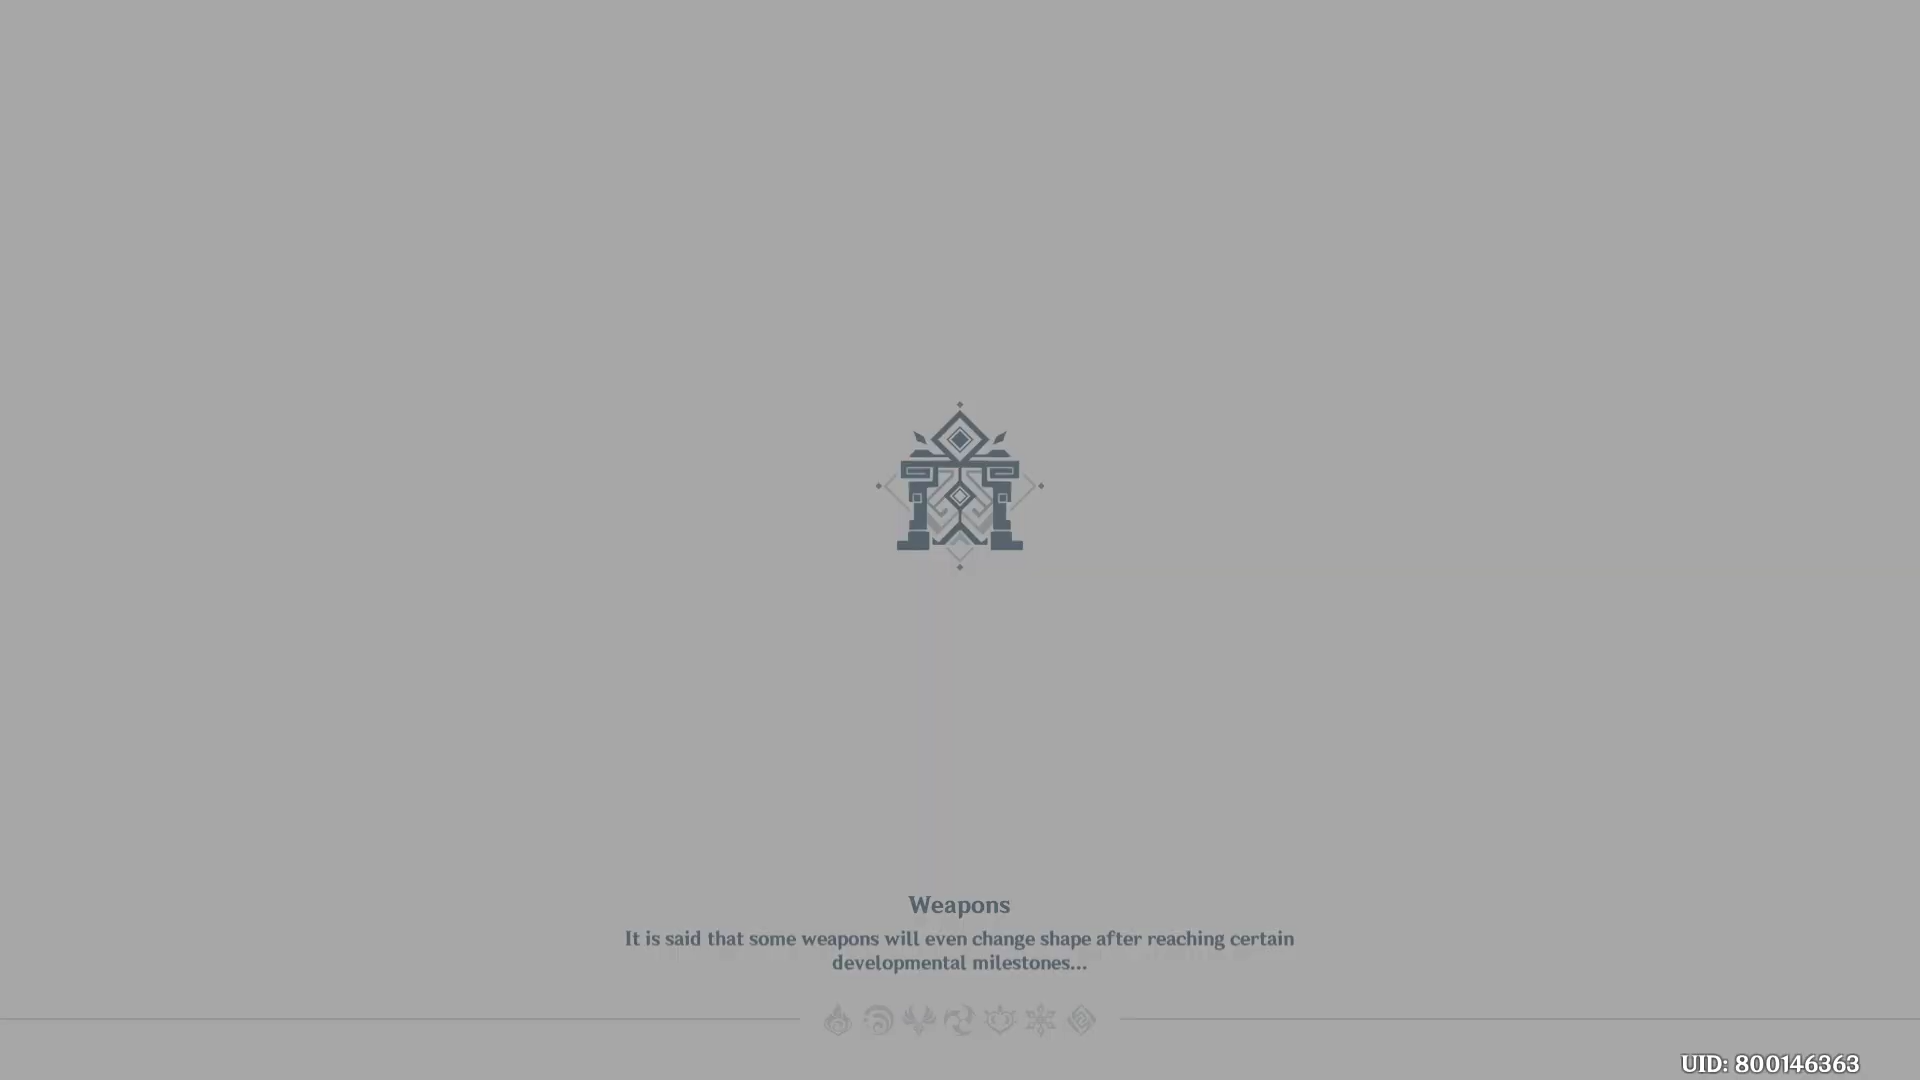 Weapons
It is said that some weapons will even change shape after reaching certain
developmental milestones...
UID: 800146363